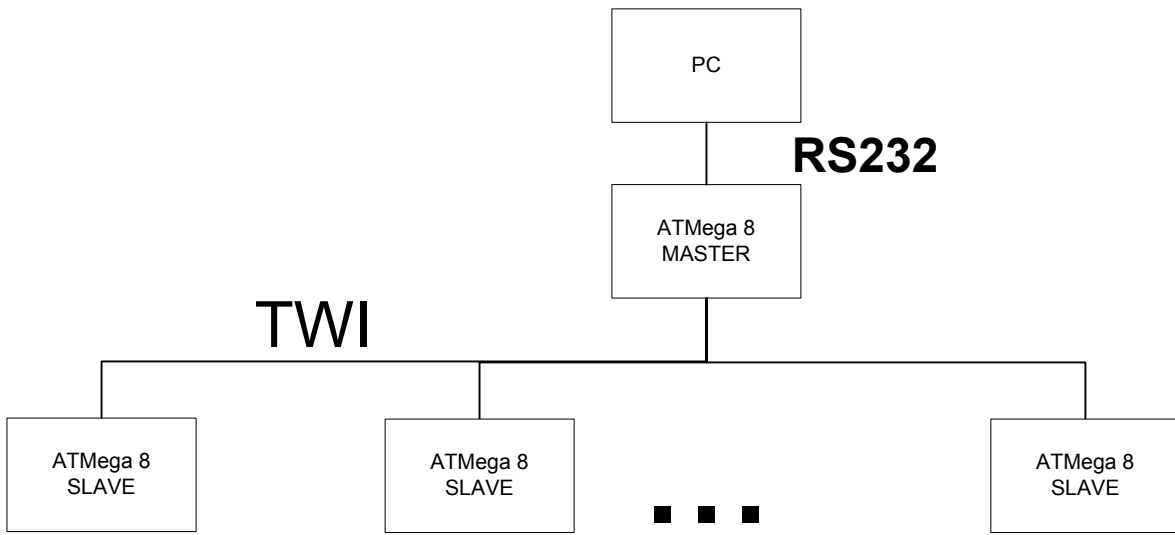 PC
RS232
ATMega 8
MASTER
TWI
ATMega 8
SLAVE
ATMega 8
SLAVE
ATMega 8
SLAVE